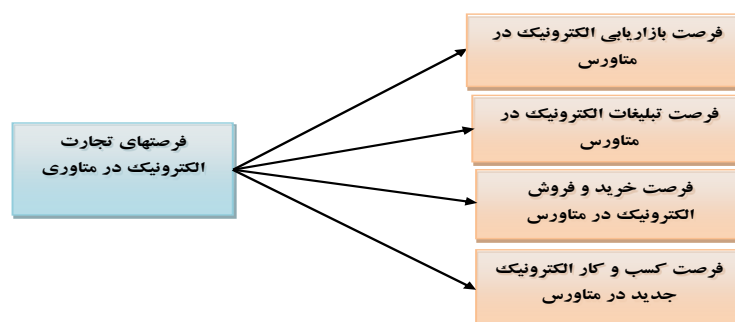 فرصت بازاریابی الکترونیک در
متاورس
فرصت تبلیغات الکترونیک در
متاورس
فرصتهای تجارت
الکترونیک در متاوری
فرصت خرید و فروش
الکترونیک در متاورس
فرصت کسب و کار الکترونیک
جدید در متاورس